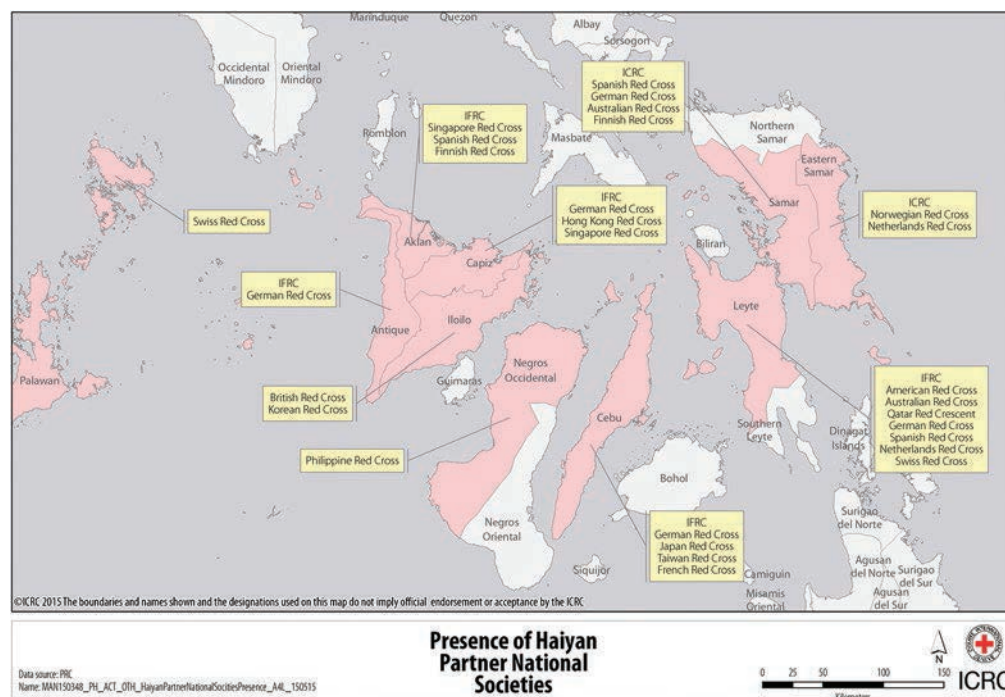 Marinduque
Quezon
Albay
Sorsogon
Occidental
Mindoro
Oriental
Mindoro
Romblon
Masbate
IFRC
Singapore Red Cross
Spanish Red Cross
Finnish Red Cross
ICRC
Spanish Red Cross
German Red Cross
Australian Red Cross
Finnish Red Cross
Northern
Samar
Eastern
Samar
Samar
Swiss Red Cross
Aklan
Capiz
IFRC
German Red Cross
Hong Kong Red Cross
Singapore Red Cross
ICRC
Norwegian Red Cross
Netherlands Red Cross
Biliran
IFRC
German Red Cross
Antique
Iloilo
Leyte
Palawan
Guimaras
Negros
Occidental
Cebu
British Red Cross
Korean Red Cross
IFRC
American Red Cross
Australian Red Cross
Qatar Red Crescent
German Red Cross
Spanish Red Cross
Netherlands Red Cross
Swiss Red Cross
Southern
Leyte
Dinagat
Islands
Philippine Red Cross
Bohol
Negros
Oriental
Siquijor
IFRC
German Red Cross
Japan Red Cross
Taiwan Red Cross
French Red Cross
Surigao
del Norte
Agusan
del Norte
Surigao
del Sur
Agusan
del Sur
Camiguin
Misamis
Oriental
©ICRC 2015 The boundaries and names shown and the designations used on this map do not imply official endorsement or acceptance by the ICRC
Presence of Haiyan
Partner National
Societies
Data source: PRC
Name: MAN150348_PH_ACT_OTH_HaiyanPartnerNationalSocitiesPresence_A4L_150515
N
0 25 50 100 150
Kilometers
ICRC